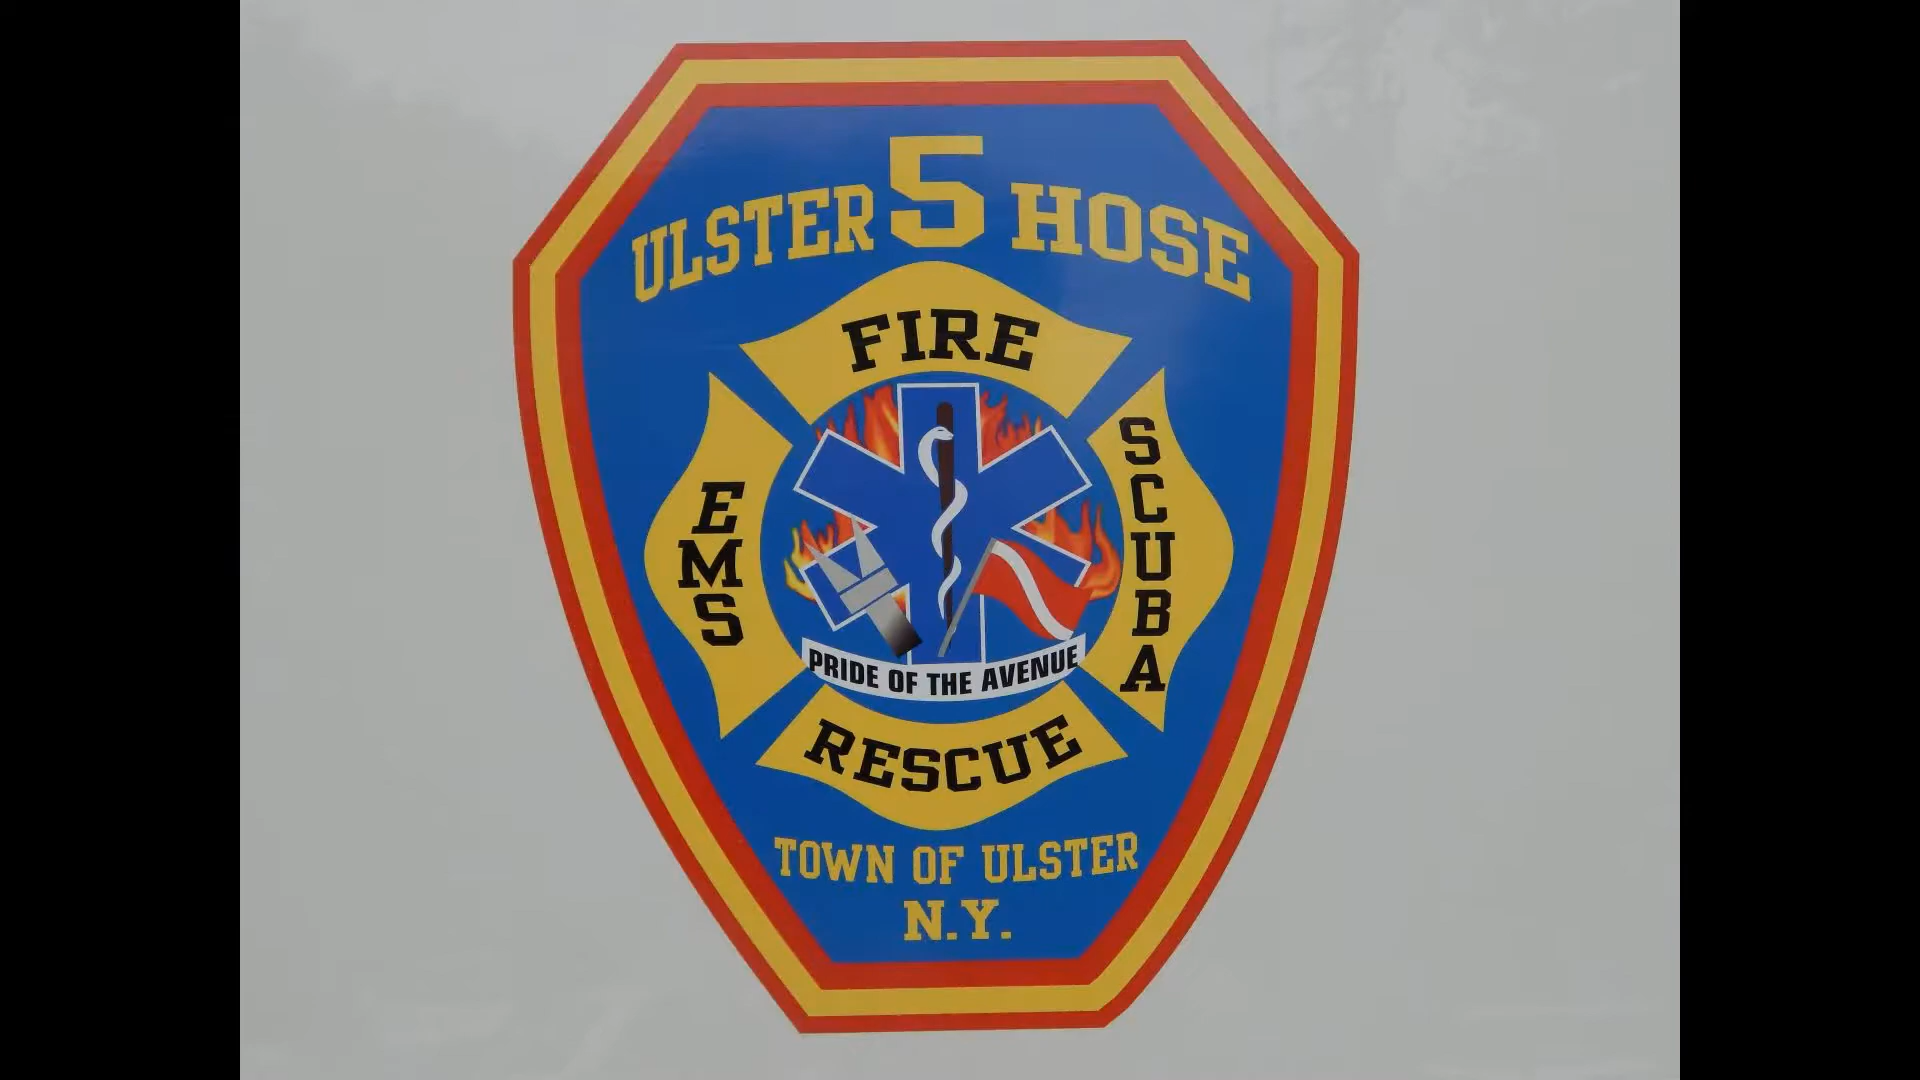 ULSTER 5 HOSE
FIRE
EMS
SCUBA
PRIDE OF THE AVENUE
RESCUE
TOWN OF ULSTER
N.Y.